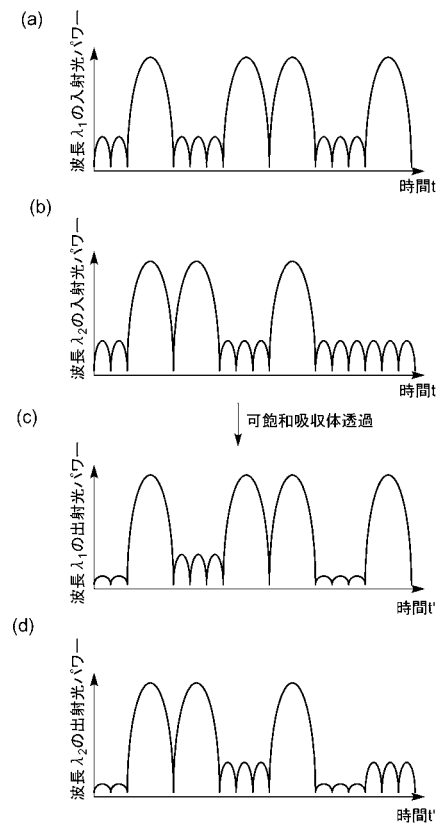 (a)
波長λ1の入射光パワー
時間t
(b)
波長λ2の入射光パワー
時間t
可飽和吸収体透過
(c)
波長λ1の出射光パワー
時間t'
(d)
波長λ2の出射光パワー
時間t'